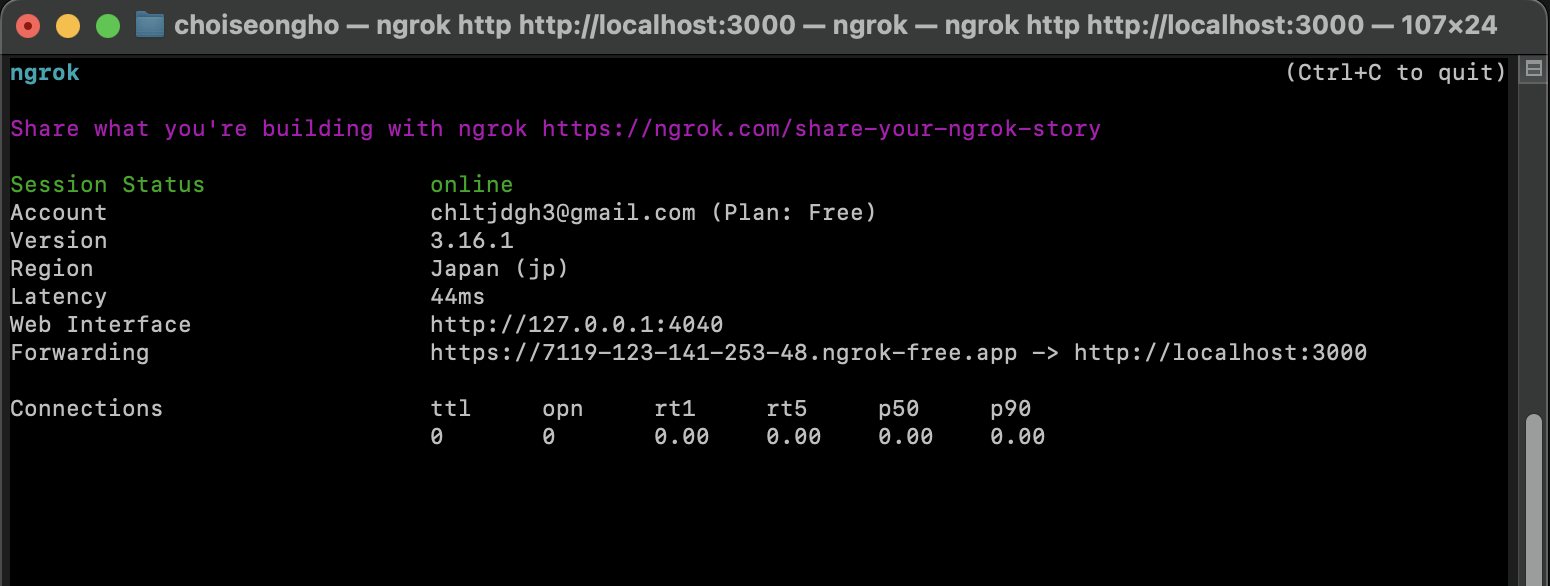 choiseongho — ngrok http http://localhost:3000 — ngrok — ngrok http http://localhost:3000 — 107×24
ngrok (Ctrl+C to quit)
Share what you're building with ngrok https://ngrok.com/share-your-ngrok-story
Session Status online
Account chltjdgh3@gmail.com (Plan: Free)
Version 3.16.1
Region Japan (jp)
Latency 44ms
Web Interface http://127.0.0.1:4040
Forwarding https://7119-123-141-253-48.ngrok-free.app -> http://localhost:3000
Connections ttl opn rt1 rt5 p50 p90
0 0 0.00 0.00 0.00 0.00